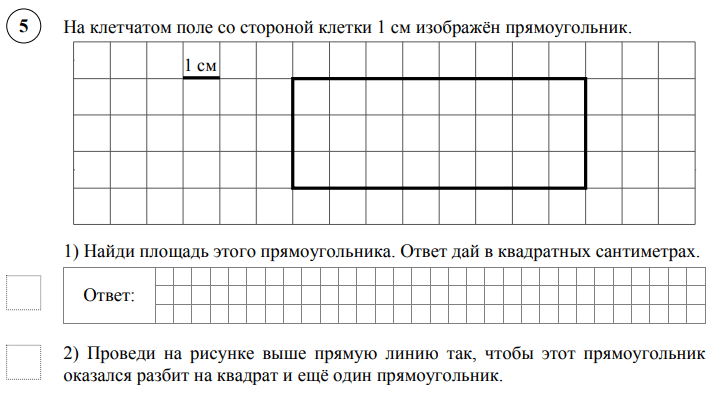 5
На клетчатом поле со стороной клетки 1 см изображён прямоугольник.
1 см
1) Найди площадь этого прямоугольника. Ответ дай в квадратных сантиметрах.
Ответ:
2) Проведи на рисунке выше прямую линию так, чтобы этот прямоугольник
оказался разбит на квадрат и ещё один прямоугольник.